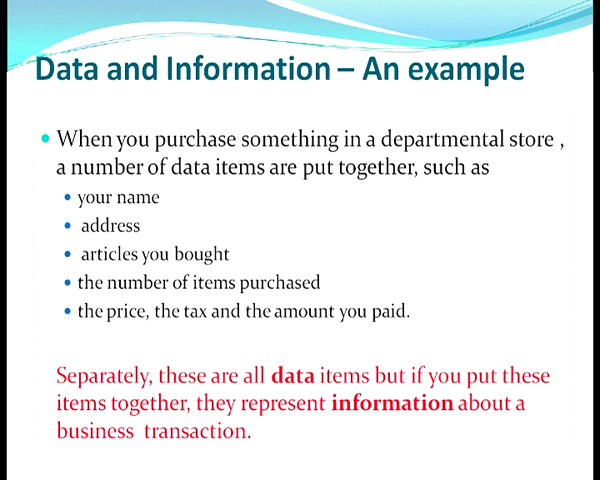 Data and Information – An example
When you purchase something in a departmental store ,
a number of data items are put together, such as
your name
address
articles you bought
the number of items purchased
the price, the tax and the amount you paid.
Separately, these are all data items but if you put these
items together, they represent information about a
business transaction.